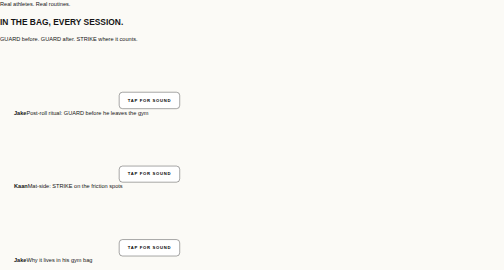 Real athletes. Real routines.
IN THE BAG, EVERY SESSION.
GUARD before. GUARD after. STRIKE where it counts.
TAP FOR SOUND
JakePost-roll ritual: GUARD before he leaves the gym
TAP FOR SOUND
KaanMat-side: STRIKE on the friction spots
TAP FOR SOUND
JakeWhy it lives in his gym bag